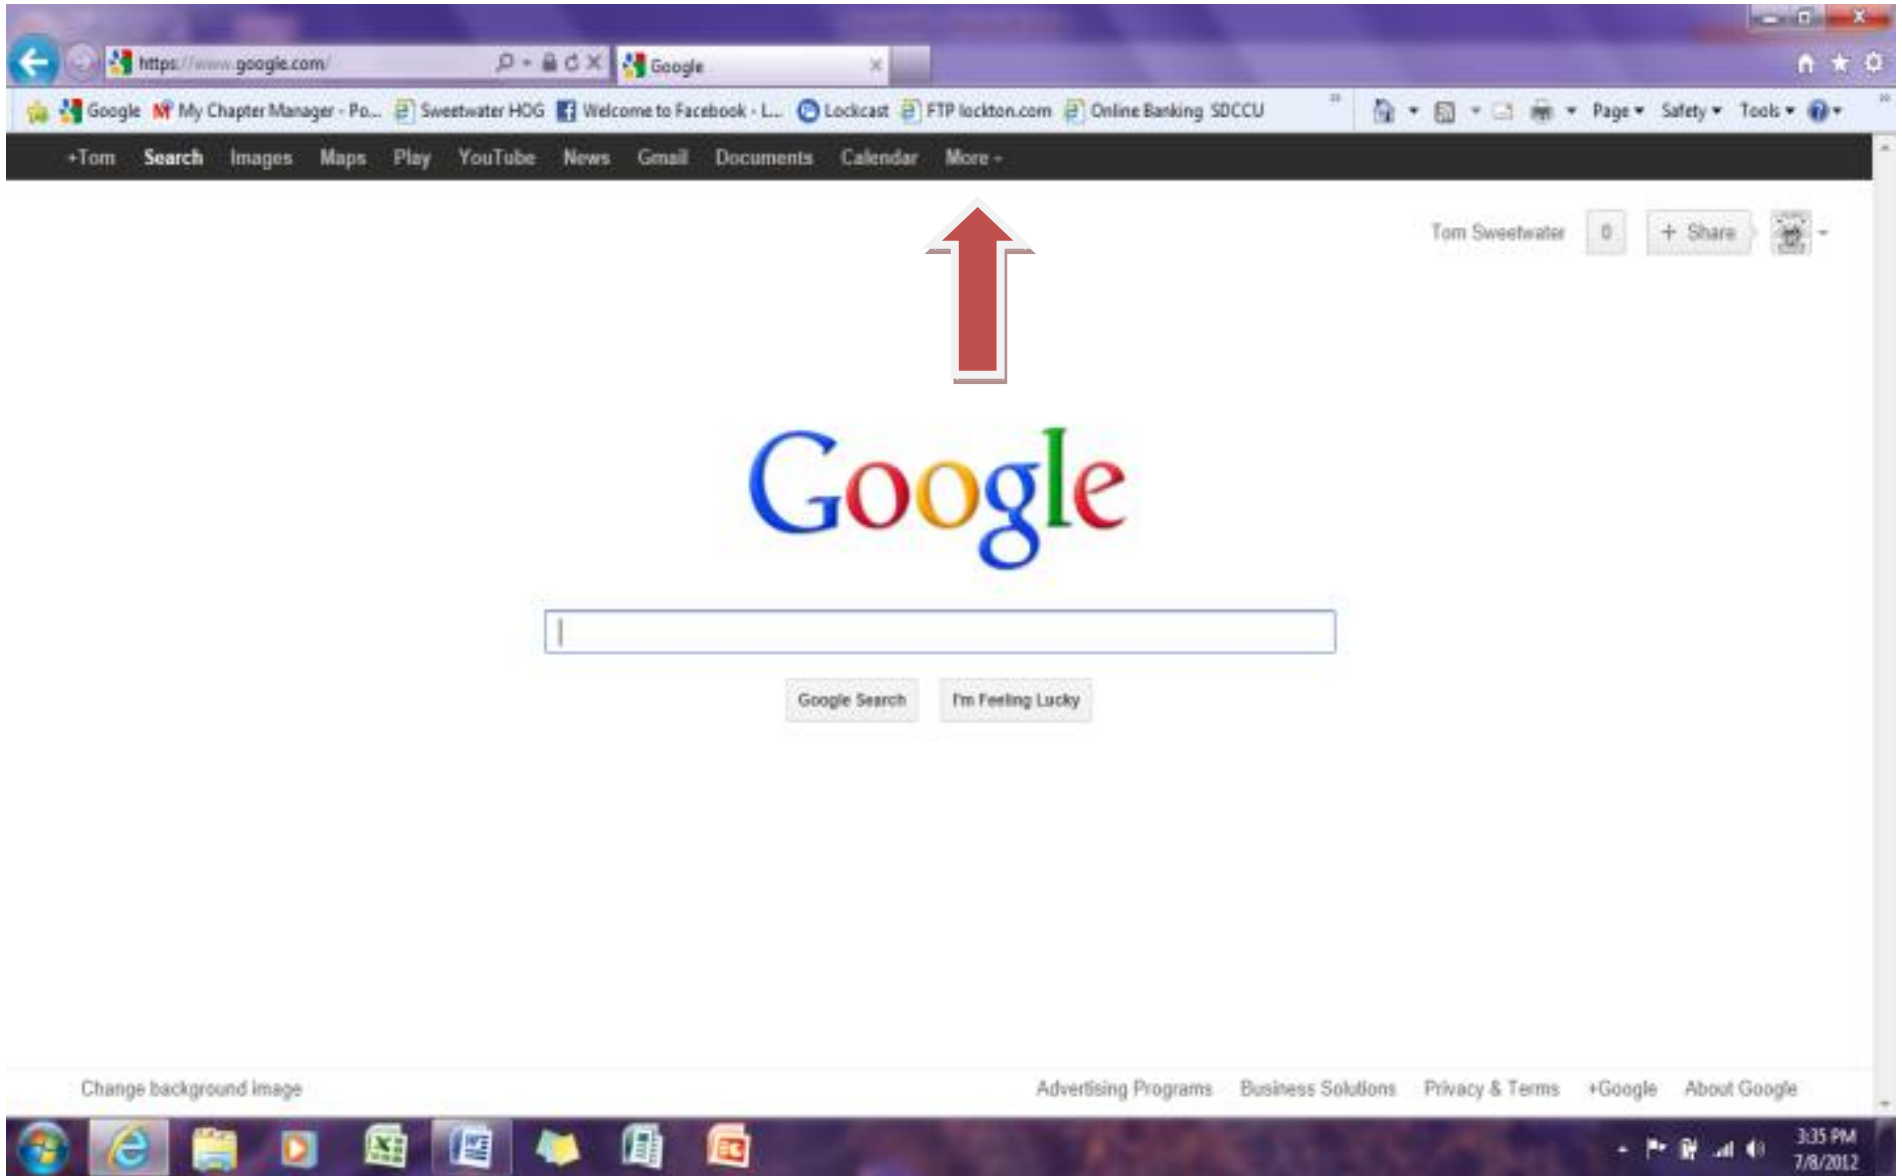 https://www.google.com/
Google
Google My Chapter Manager - Po... Sweetwater HOG Welcome to Facebook - L... Lockcast FTP lockton.com Online Banking SDCCU Page Safety Tools
+Tom Search Images Maps Play YouTube News Gmail Documents Calendar More
Tom Sweetwater 0 + Share
Google
Google Search I'm Feeling Lucky
Change background image Advertising Programs Business Solutions Privacy & Terms +Google About Google
3:35 PM
7/8/2012